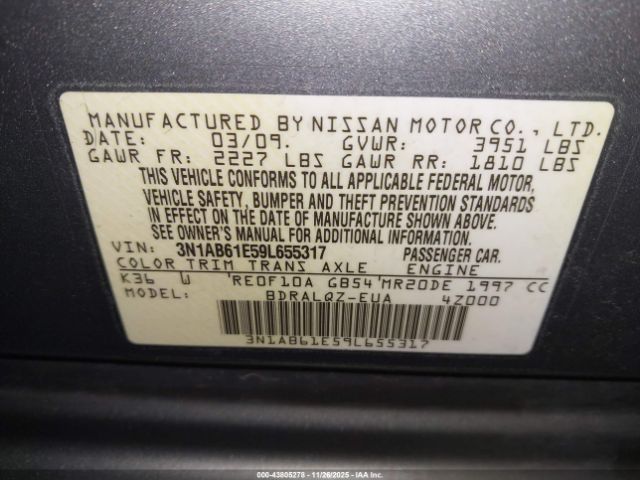 MANUFACTURED BY NISSAN MOTOR CO., LTD.
DATE: 03/09. GVWR: 3951 LBS
GAWR FR: 2227 LBS GAWR RR: 1810 LBS
THIS VEHICLE CONFORMS TO ALL APPLICABLE FEDERAL MOTOR,
VEHICLE SAFETY, BUMPER AND THEFT PREVENTION STANDARDS
IN EFFECT ON THE DATE OF MANUFACTURE SHOWN ABOVE.
SEE OWNER'S MANUAL FOR ADDITIONAL INFORMATION
VIN: 3N1AB61E59L655317 PASSENGER CAR.
COLOR TRIM TRANS AXLE ENGINE
K36 W 'RE0F10A GB54'MR20DE 1997 CC
MODEL: BDRALQZ-EUA 4Z000
3N1AB61E59L655317
000-43805278 | 11/26/2025 - IAA Corp.